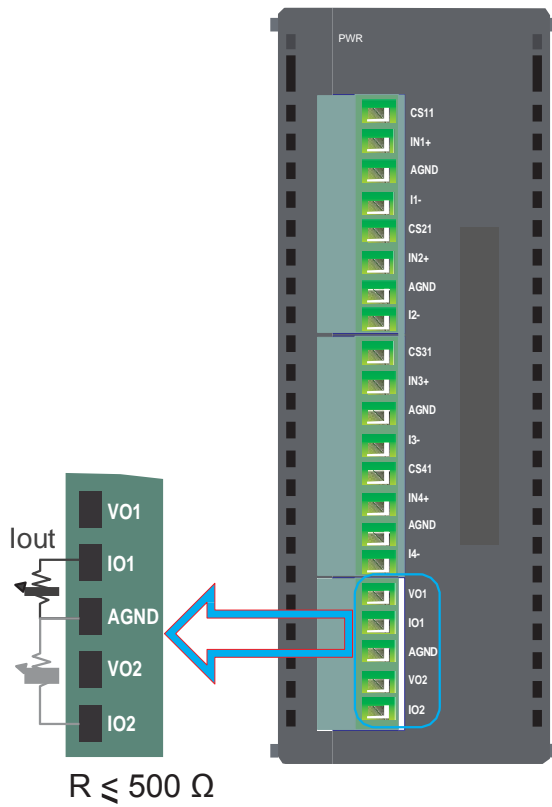 PWR
CS11
IN1+
AGND
I1-
CS21
IN2+
AGND
I2-
CS31
IN3+
AGND
I3-
CS41
IN4+
AGND
I4-
VO1
IO1
AGND
VO2
IO2
Iout
VO1
IO1
AGND
VO2
IO2
R ⩽ 500 Ω